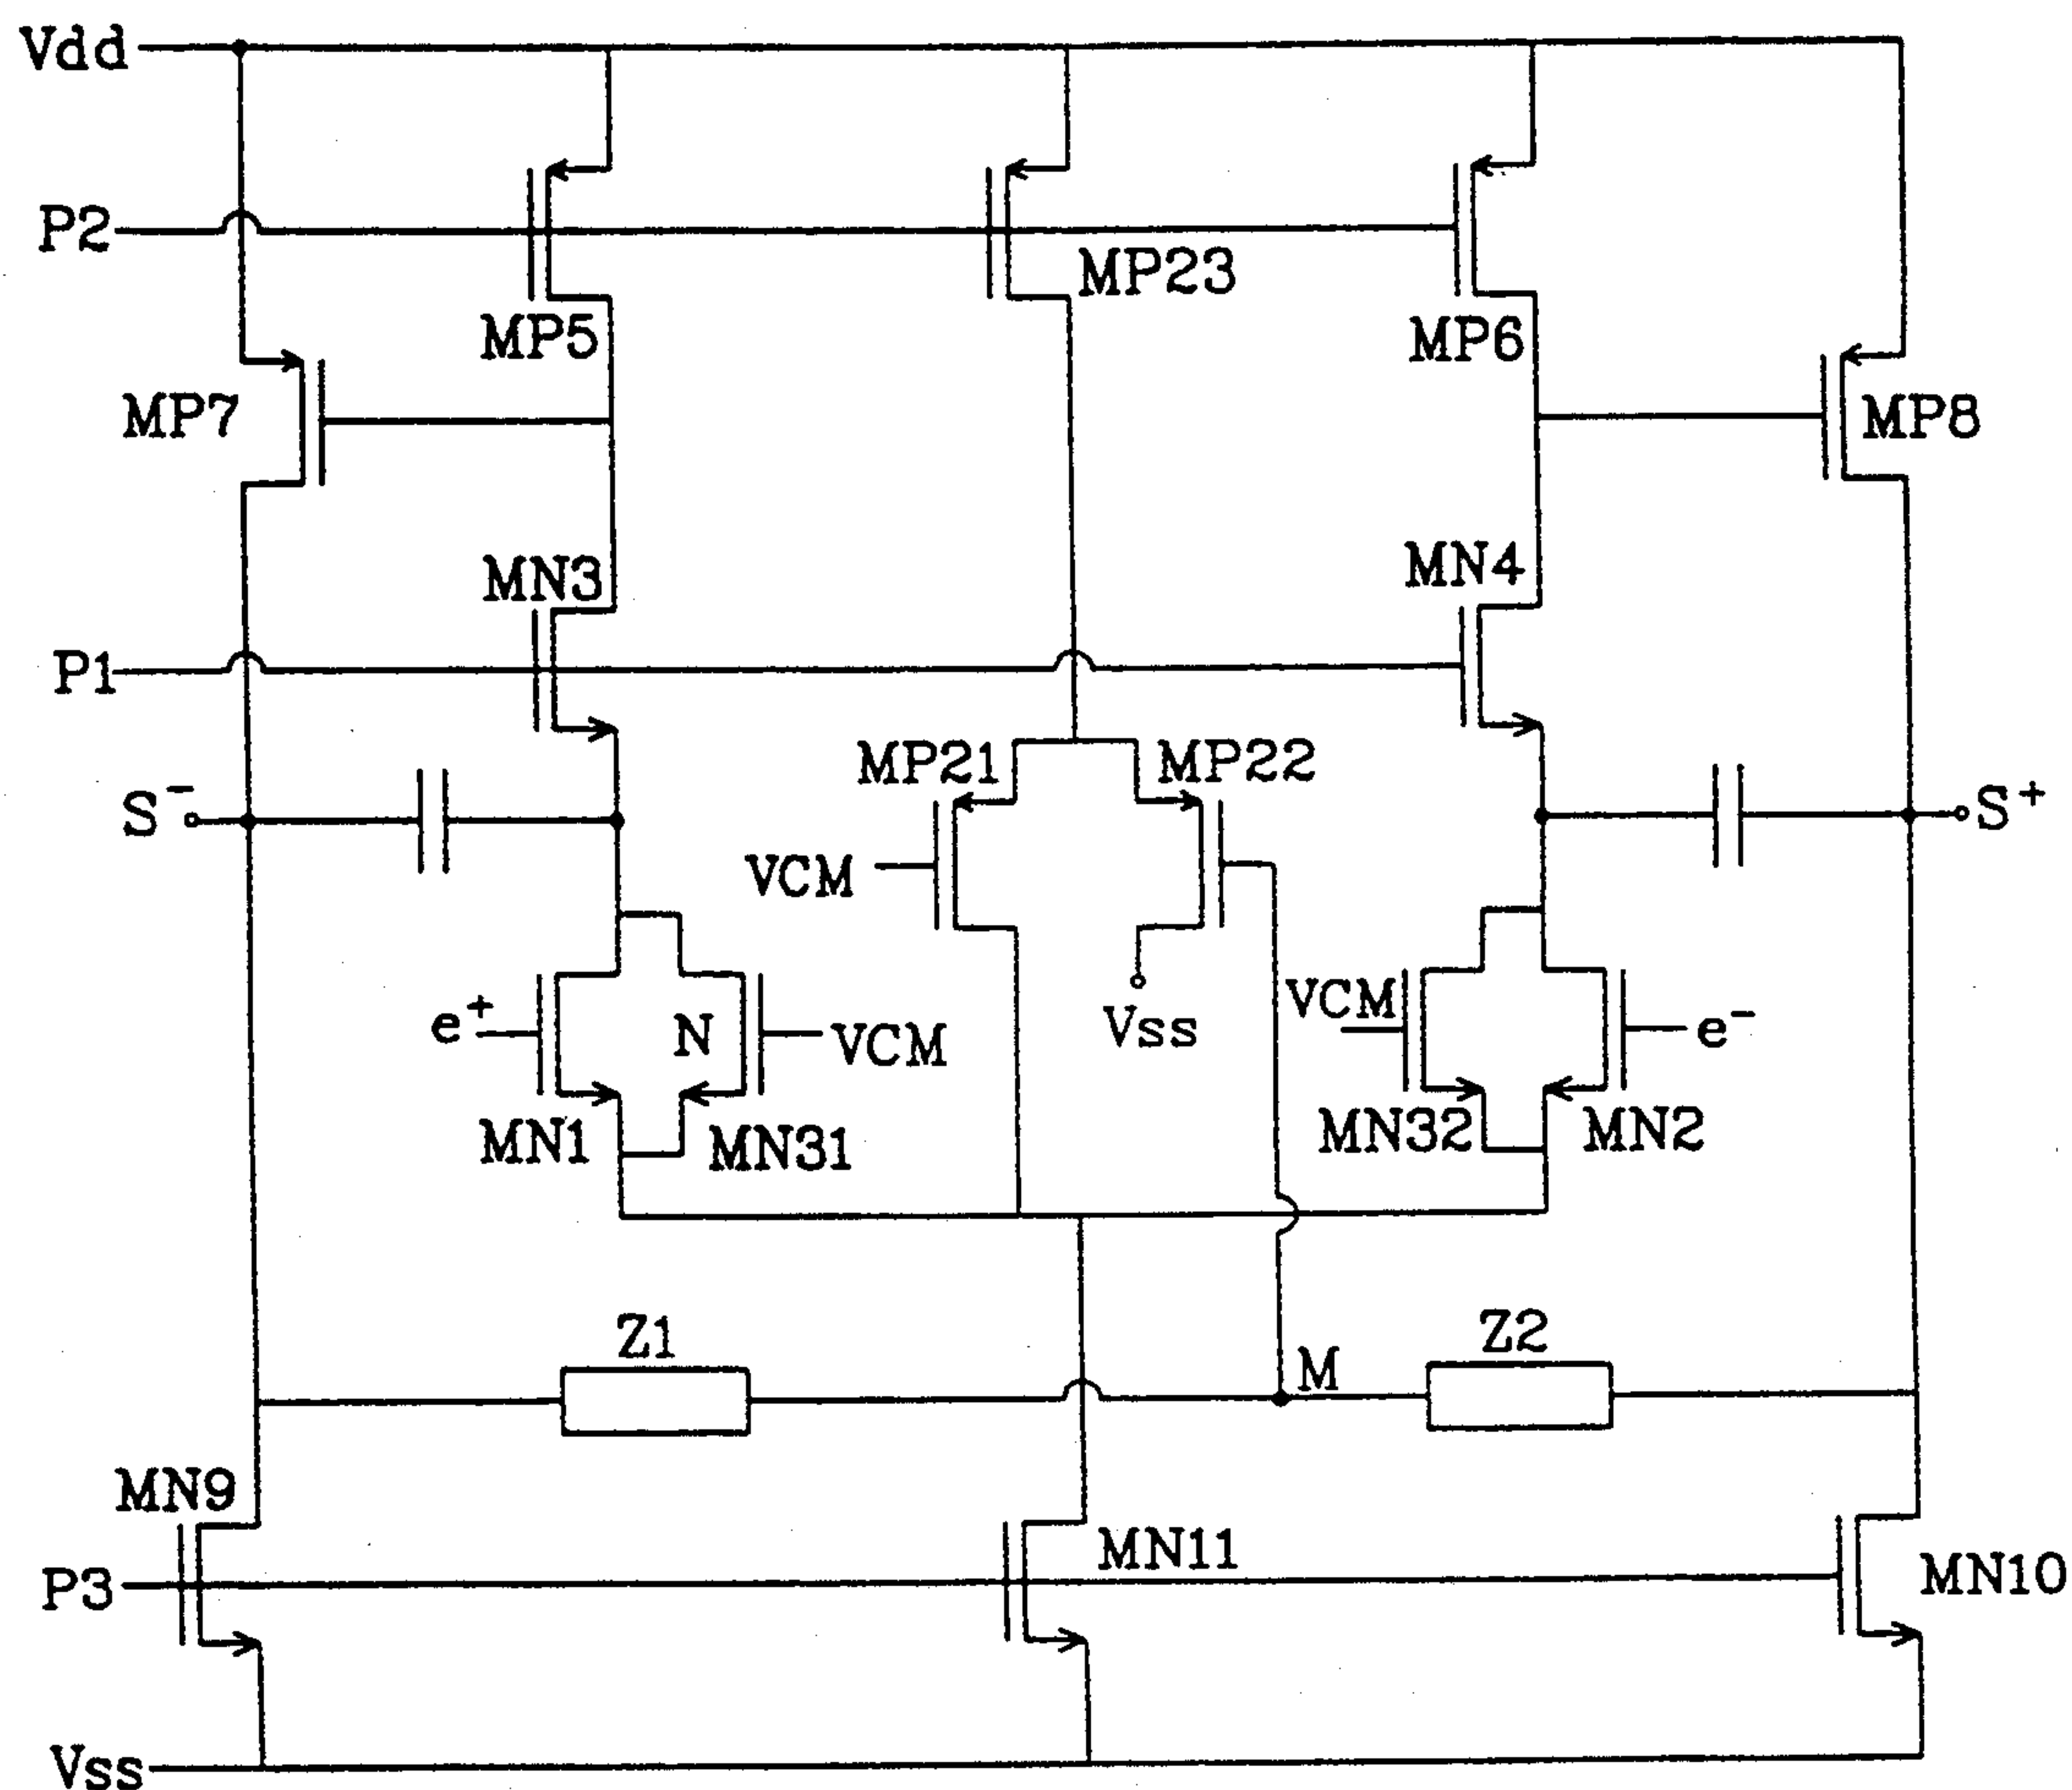 Vdd
P2
MP23
MP5
MP6
MP7
MP8
MN3
MN4
P1
MP21
MP22
S⁻
S⁺
VCM
e⁺
N
VCM
Vss
VCM
e⁻
MN1
MN31
MN32
MN2
Z1
Z2
M
MN9
MN11
P3
MN10
Vss